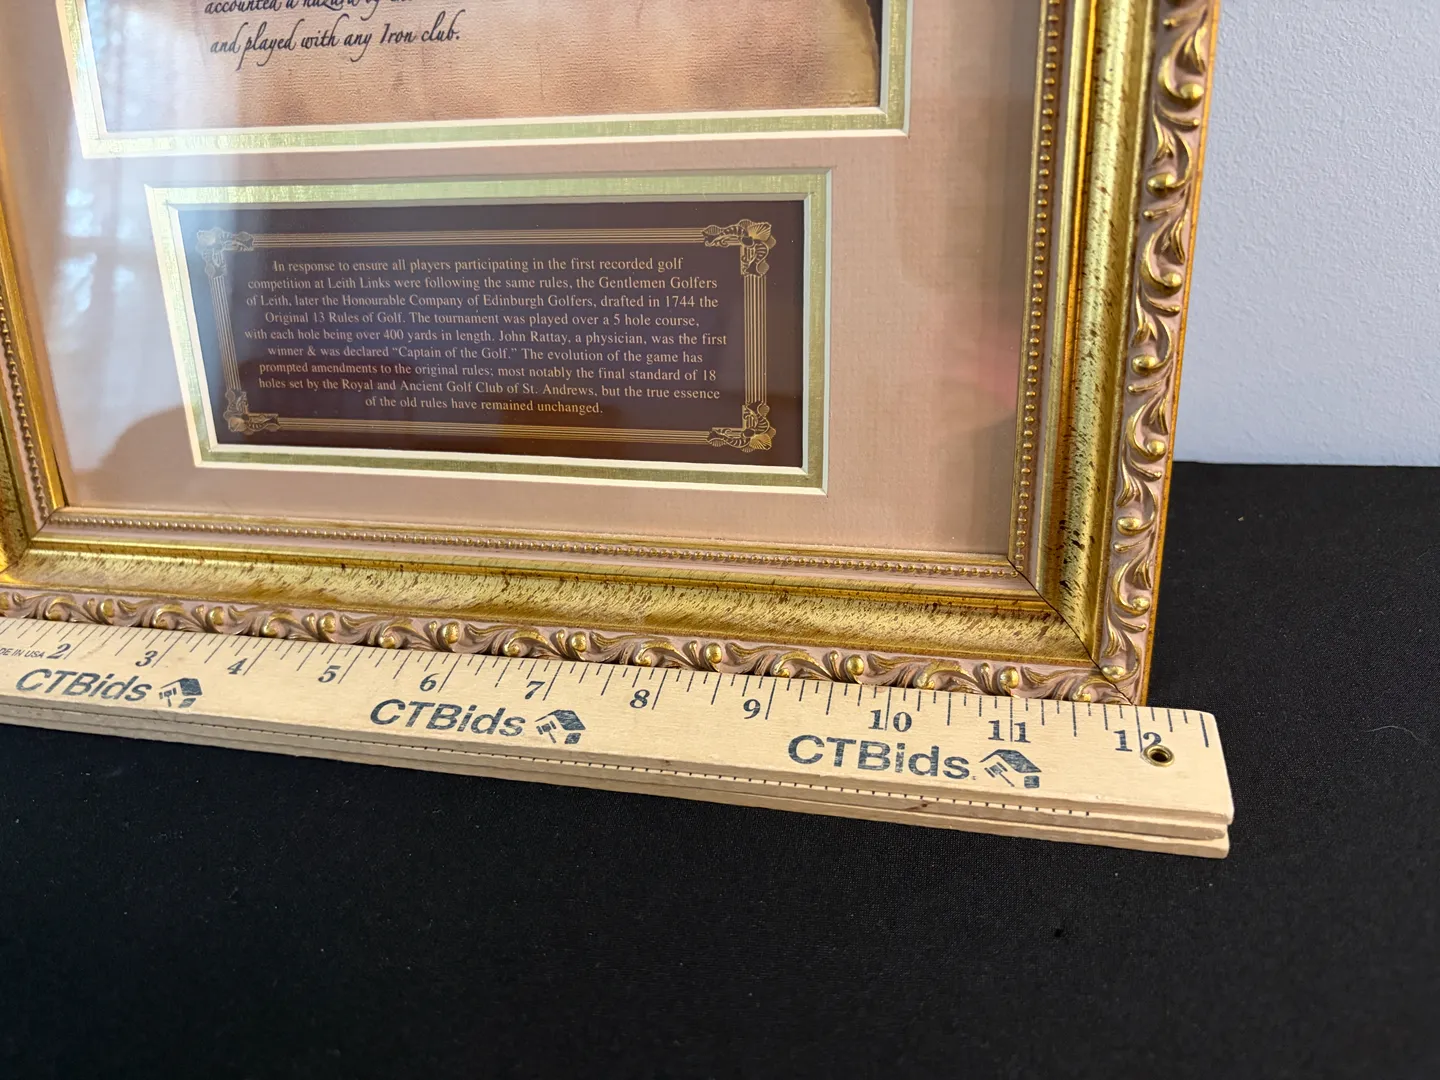 and played with any Iron club.
In response to ensure all players participating in the first recorded golf
competition at Leith Links were following the same rules, the Gentlemen Golfers
of Leith, later the Honourable Company of Edinburgh Golfers, drafted in 1744 the
Original 13 Rules of Golf. The tournament was played over a 5 hole course,
with each hole being over 400 yards in length. John Rattay, a physician, was the first
winner & was declared “Captain of the Golf.” The evolution of the game has
prompted amendments to the original rules; most notably the final standard of 18
holes set by the Royal and Ancient Golf Club of St. Andrews, but the true essence
of the old rules have remained unchanged.
IN USA 2 3 4 5 6 7 8 9 10 11 12
CTBids CTBids CTBids